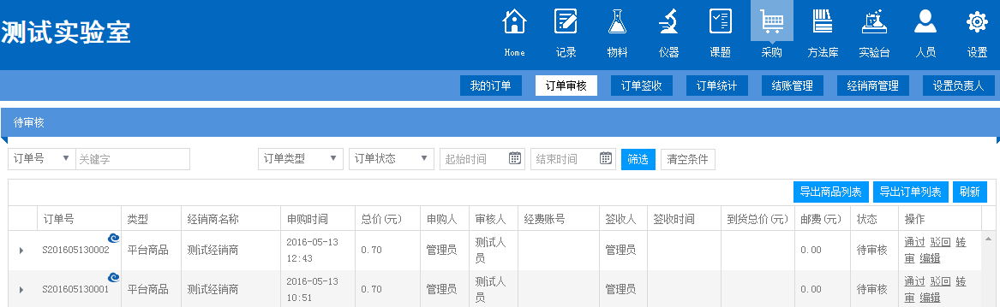 测试实验室
Home 记录 物料 仪器 课题 采购 方法库 实验台 人员 设置
我的订单 订单审核 订单签收 订单统计 结账管理 经销商管理 设置负责人
待审核
订单号 关键字 订单类型 订单状态 起始时间 结束时间 筛选 清空条件
导出商品列表 导出订单列表 刷新
订单号 类型 经销商名称 申购时间 总价(元) 申购人 审核人 经费账号 签收人 签收时间 到货总价(元) 邮费(元) 状态 操作
2016-05-13 测试人 通过 驳回 转
S201605130002 平台商品 测试经销商 0.70 管理员 管理员 0.00 待审核
12:43 员 审 编辑
2016-05-13 测试人 通过 驳回 转
S201605130001 平台商品 测试经销商 0.70 管理员 管理员 0.00 待审核
10:51 员 审 编辑